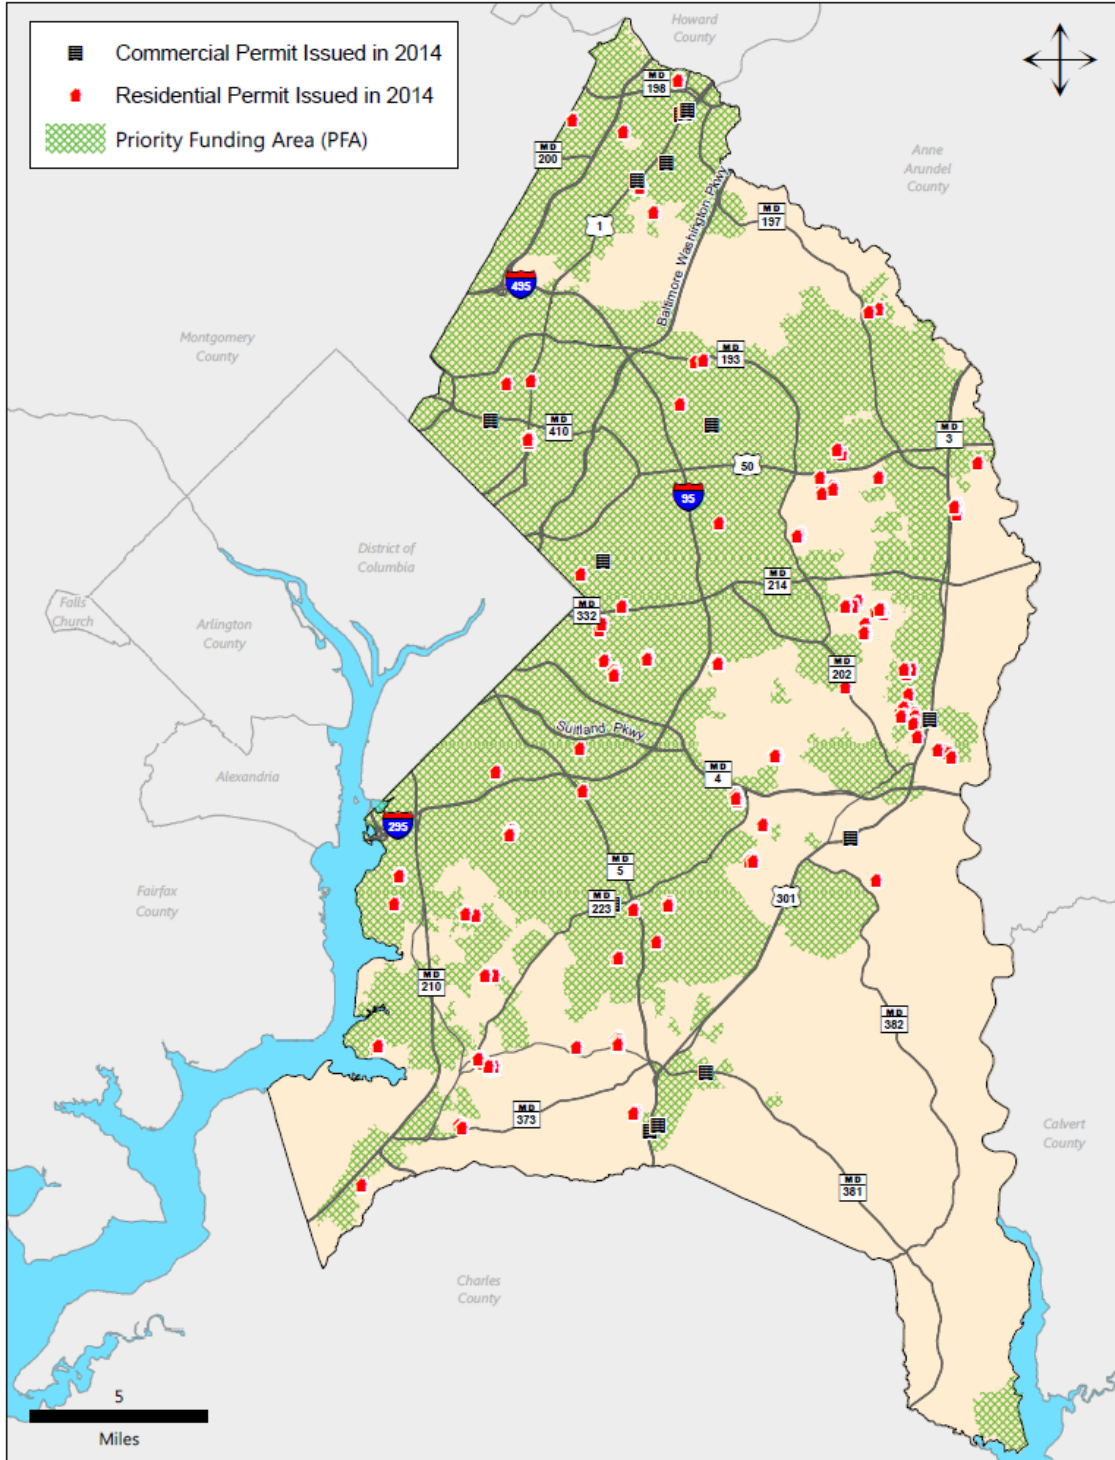 Commercial Permit Issued in 2014
Residential Permit Issued in 2014
Priority Funding Area (PFA)
Howard
County
MD
198
MD
200
Anne
Arundel
County
Baltimore Washington Pkwy
MD
197
1
495
Montgomery
County
MD
193
MD
410
MD
3
50
95
District of
Columbia
MD
214
Falls
Church
Arlington
County
MD
332
MD
202
Suitland Pkwy
Alexandria
MD
4
295
MD
5
Fairfax
County
301
MD
223
MD
210
MD
382
MD
373
Calvert
County
MD
381
Charles
County
5
Miles